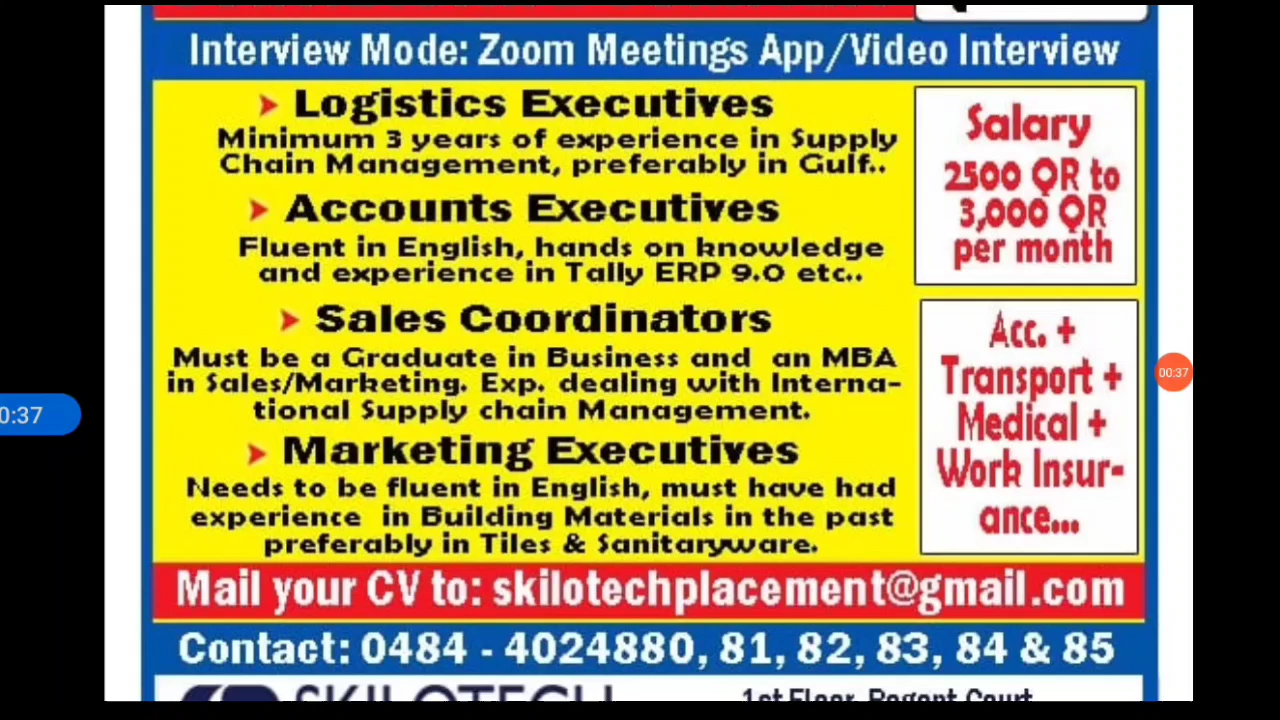 Interview Mode: Zoom Meetings App/Video Interview
➤ Logistics Executives
Minimum 3 years of experience in Supply
Chain Management, preferably in Gulf..
➤ Accounts Executives
Fluent in English, hands on knowledge
and experience in Tally ERP 9.0 etc..
➤ Sales Coordinators
Must be a Graduate in Business and an MBA
in Sales/Marketing. Exp. dealing with Interna-
tional Supply chain Management.
➤ Marketing Executives
Needs to be fluent in English, must have had
experience in Building Materials in the past
preferably in Tiles & Sanitaryware.
Salary
2500 QR to
3,000 QR
per month
Acc. +
Transport +
Medical +
Work Insur-
ance...
00:37
0:37
Mail your CV to: skilotechplacement@gmail.com
Contact: 0484 - 4024880, 81, 82, 83, 84 & 85
SKILOTECH
1st Floor, Regent Court